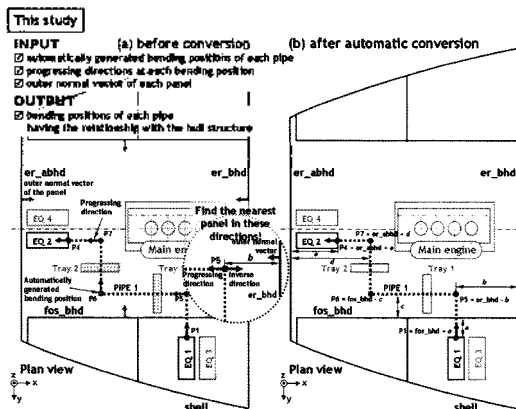 This study
INPUT
(a) before conversion
(b) after automatic conversion
☑ automatically generated bending positions of each pipe
☑ progressing directions at each bending position
☑ outer normal vector of each panel
OUTPUT
☑ bending positions of each pipe
having the relationship with the hull structure
er_abhd
er_bhd
outer normal vector
of the panel
Progressing
direction
EQ 4
EQ 2
P4
P7
Main engine
Find the nearest
panel in these
directions!
outer normal
vector
P5
b
Progressing
direction
Inverse
direction
er_bhd
Tray 2
Tray
Automatically
generated
bending position
P6
PIPE 1
P5
fos_bhd
P1
EQ 1
EQ 3
Plan view
z
x
y
shell
er_abhd
er_bhd
EQ 4
EQ 2
P7 = er_abhd - d
P4 = er_abhd - a
a
d
Main engine
Tray 2
Tray 1
b
PIPE 1
P6 = fos_bhd - c
c
P5 = er_bhd - b
fos_bhd
P1 = fos_bhd + e
e
EQ 1
EQ 3
Plan view
z
x
y
shell